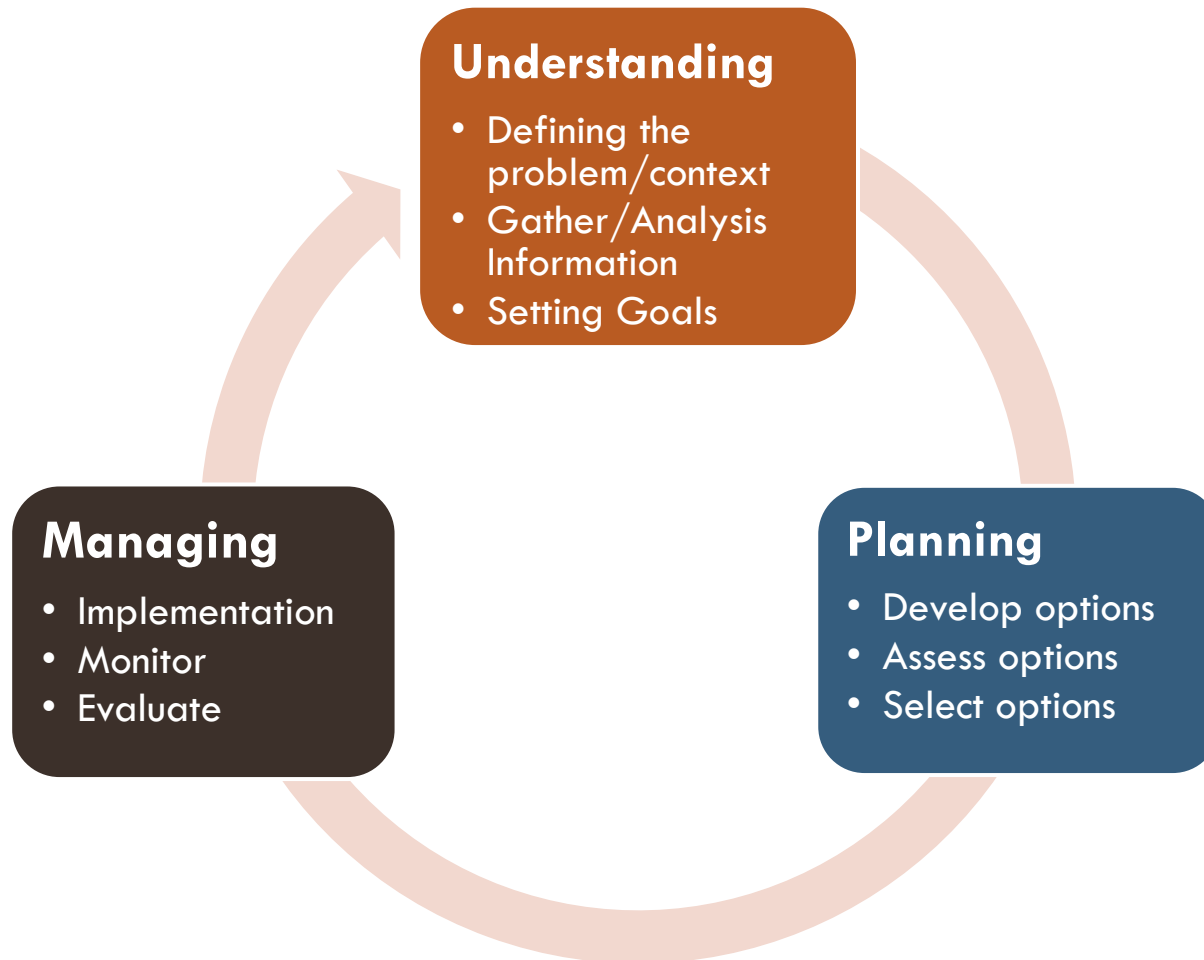 Understanding
• Defining the
problem/context
• Gather/Analysis
Information
• Setting Goals
Planning
• Develop options
• Assess options
• Select options
Managing
• Implementation
• Monitor
• Evaluate